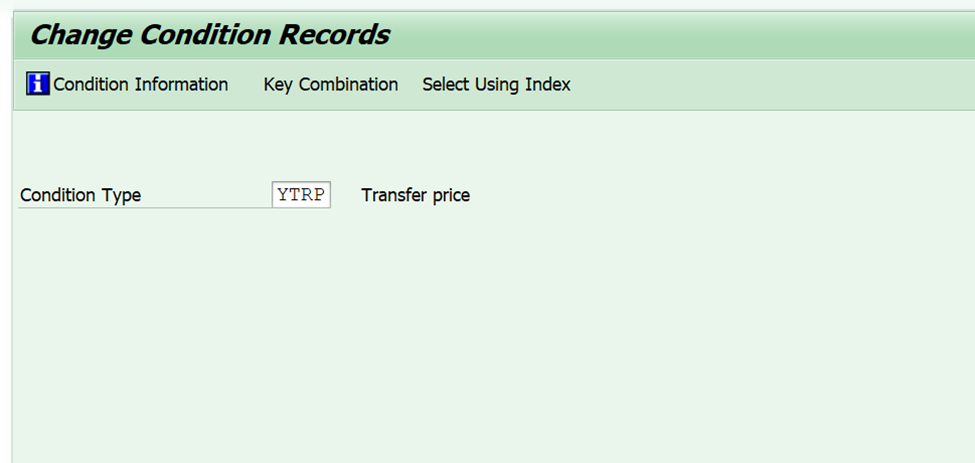 Change Condition Records
Condition Information Key Combination Select Using Index
Condition Type YTRP Transfer price